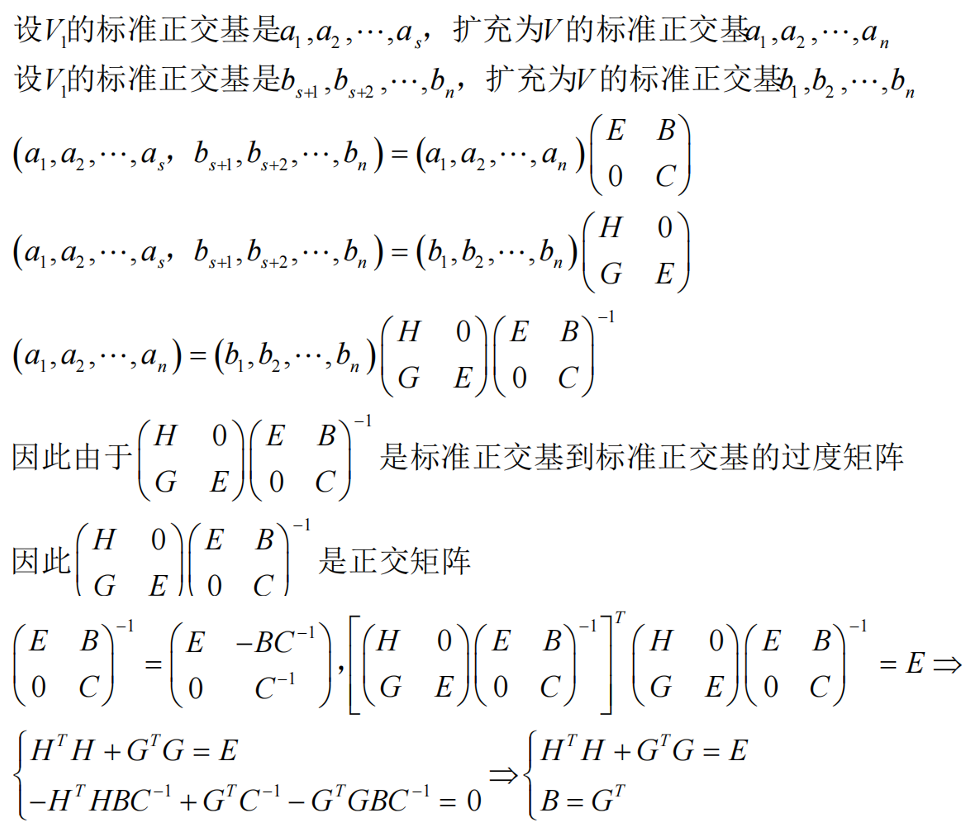 设V₁的标准正交基是a₁,a₂,⋯,aₛ，扩充为V的标准正交基a₁,a₂,⋯,aₙ
设V₁的标准正交基是bₛ₊₁,bₛ₊₂,⋯,bₙ，扩充为V的标准正交基b₁,b₂,⋯,bₙ
(a₁,a₂,⋯,aₛ，bₛ₊₁,bₛ₊₂,⋯,bₙ)=(a₁,a₂,⋯,aₙ)(E B; 0 C)
(a₁,a₂,⋯,aₛ，bₛ₊₁,bₛ₊₂,⋯,bₙ)=(b₁,b₂,⋯,bₙ)(H 0; G E)
(a₁,a₂,⋯,aₙ)=(b₁,b₂,⋯,bₙ)(H 0; G E)(E B; 0 C)⁻¹
因此由于(H 0; G E)(E B; 0 C)⁻¹是标准正交基到标准正交基的过度矩阵
因此(H 0; G E)(E B; 0 C)⁻¹是正交矩阵
(E B; 0 C)⁻¹=(E −BC⁻¹; 0 C⁻¹),[(H 0; G E)(E B; 0 C)⁻¹]ᵀ(H 0; G E)(E B; 0 C)⁻¹=E⇒
{HᵀH+GᵀG=E; −HᵀHBC⁻¹+GᵀC⁻¹−GᵀGBC⁻¹=0⇒{HᵀH+GᵀG=E; B=Gᵀ